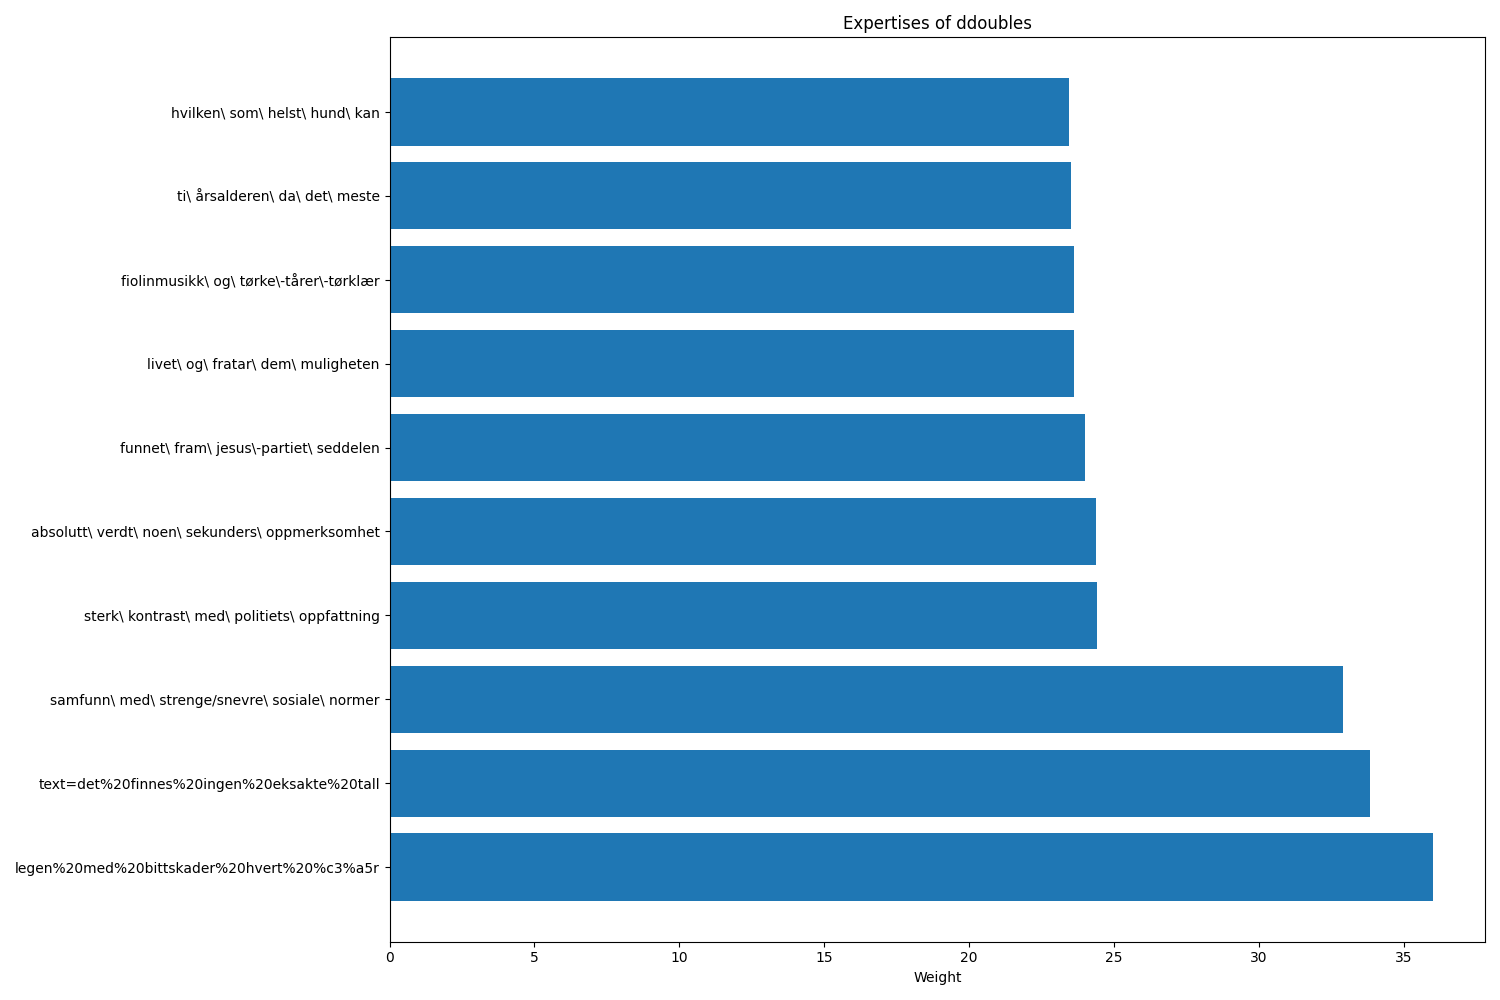 Expertises of ddoubles
hvilken\ som\ helst\ hund\ kan
ti\ årsalderen\ da\ det\ meste
fiolinmusikk\ og\ tørke\-tårer\-tørklær
livet\ og\ fratar\ dem\ muligheten
funnet\ fram\ jesus\-partiet\ seddelen
absolutt\ verdt\ noen\ sekunders\ oppmerksomhet
sterk\ kontrast\ med\ politiets\ oppfattning
samfunn\ med\ strenge/snevre\ sosiale\ normer
text=det%20finnes%20ingen%20eksakte%20tall
legen%20med%20bittskader%20hvert%20%c3%a5r
0 5 10 15 20 25 30 35
Weight